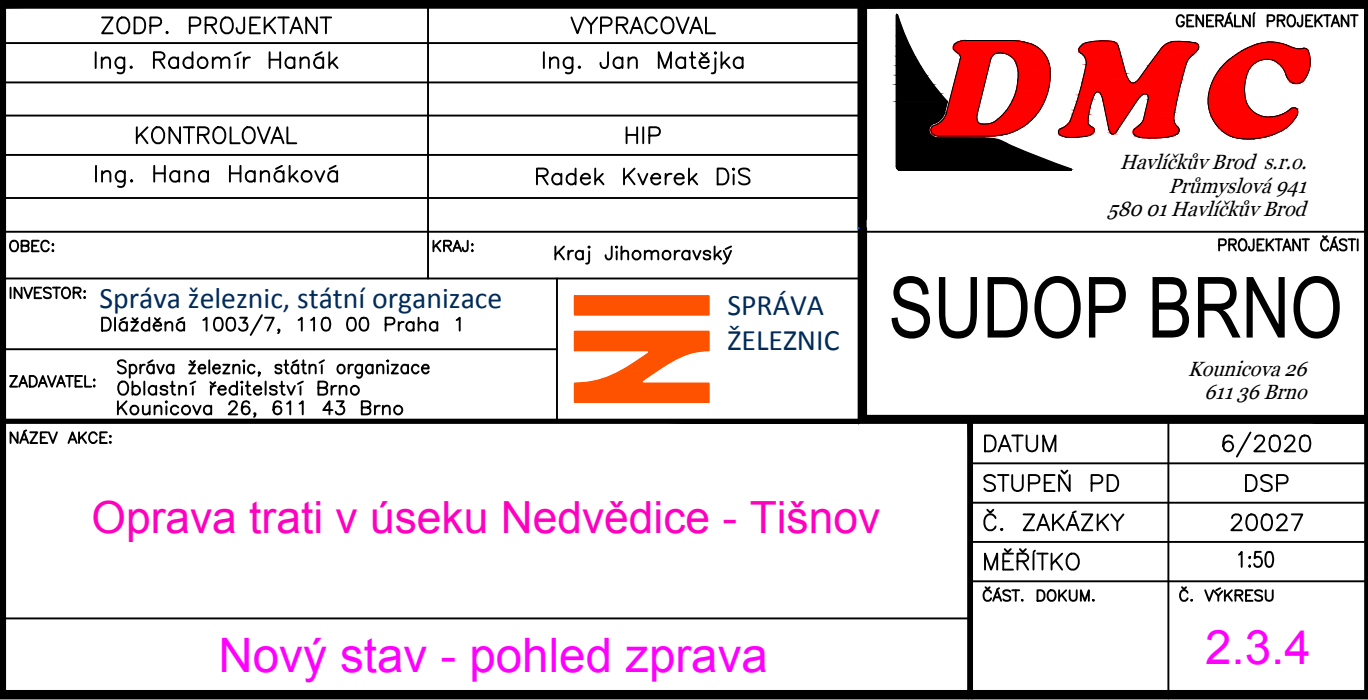 ZODP. PROJEKTANT
VYPRACOVAL
Ing. Radomír Hanák
Ing. Jan Matějka
KONTROLOVAL
HIP
Ing. Hana Hanáková
Radek Kverek DiS
OBEC:
KRAJ:
Kraj Jihomoravský
GENERÁLNÍ PROJEKTANT
DMC
Havlíčkův Brod s.r.o.
Průmyslová 941
580 01 Havlíčkův Brod
PROJEKTANT ČÁSTI
SUDOP BRNO
Kounicova 26
611 36 Brno
INVESTOR:
Správa železnic, státní organizace
Dlážděná 1003/7, 110 00 Praha 1
SPRÁVA
ŽELEZNIC
ZADAVATEL:
Správa železnic, státní organizace
Oblastní ředitelství Brno
Kounicova 26, 611 43 Brno
NÁZEV AKCE:
Oprava trati v úseku Nedvědice - Tišnov
Nový stav - pohled zprava
DATUM
6/2020
STUPEŇ PD
DSP
Č. ZAKÁZKY
20027
MĚŘÍTKO
1:50
ČÁST. DOKUM.
Č. VÝKRESU
2.3.4